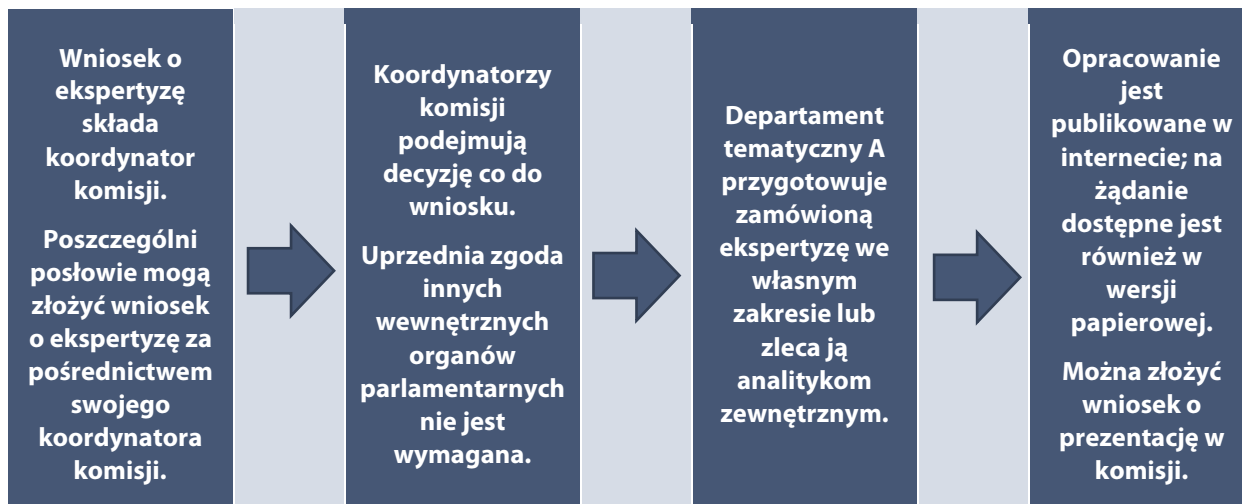 Wniosek o
ekspertyzę
składa
koordynator
komisji.
Poszczególni
posłowie mogą
złożyć wniosek
o ekspertyzę za
pośrednictwem
swojego
koordynatora
komisji.
Koordynatorzy
komisji
podejmują
decyzję co do
wniosku.
Uprzednia zgoda
innych
wewnętrznych
organów
parlamentarnych
nie jest
wymagana.
Departament
tematyczny A
przygotowuje
zamówioną
ekspertyzę we
własnym
zakresie lub
zleca ją
analitykom
zewnętrznym.
Opracowanie
jest
publikowane w
internecie; na
żądanie
dostępne jest
również w
wersji
papierowej.
Można złożyć
wniosek o
prezentację w
komisji.